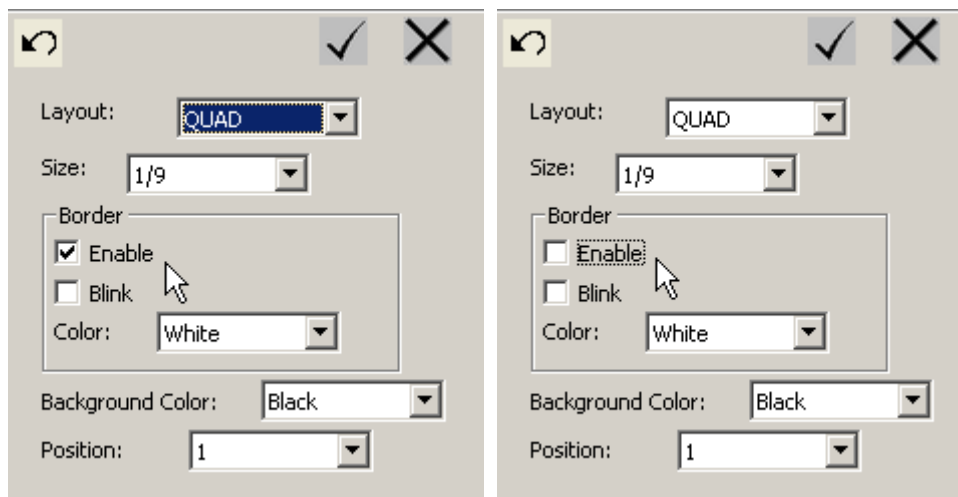 Layout: QUAD
Size: 1/9
Border
Enable
Blink
Color: White
Background Color: Black
Position: 1
Layout: QUAD
Size: 1/9
Border
Enable
Blink
Color: White
Background Color: Black
Position: 1